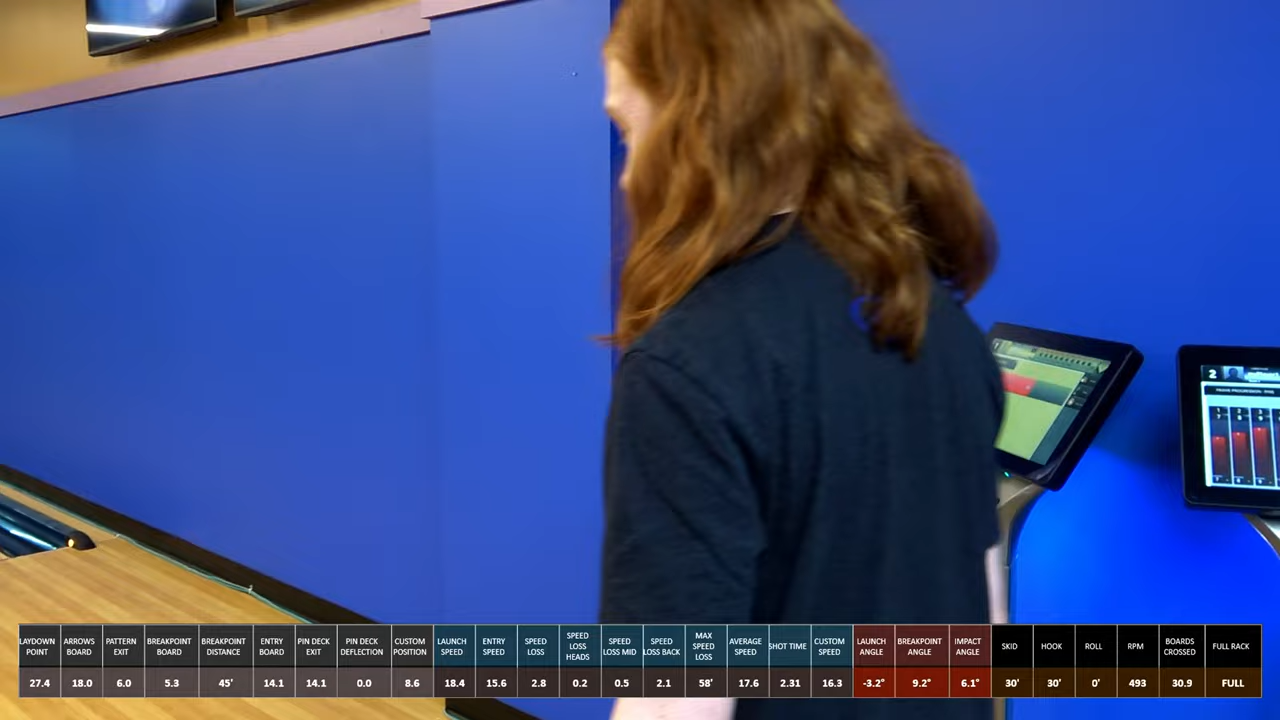 2
LAYDOWN POINT ARROWS BOARD PATTERN EXIT BREAKPOINT BOARD BREAKPOINT DISTANCE ENTRY BOARD PIN DECK EXIT PIN DECK DEFLECTION CUSTOM POSITION LAUNCH SPEED ENTRY SPEED SPEED LOSS SPEED LOSS HEADS SPEED LOSS MID SPEED LOSS BACK MAX SPEED LOSS AVERAGE SPEED SHOT TIME CUSTOM SPEED LAUNCH ANGLE BREAKPOINT ANGLE IMPACT ANGLE SKID HOOK ROLL RPM BOARDS CROSSED FULL RACK
27.4 18.0 6.0 5.3 45' 14.1 14.1 0.0 8.6 18.4 15.6 2.8 0.2 0.5 2.1 58' 17.6 2.31 16.3 -3.2° 9.2° 6.1° 30' 30' 0' 493 30.9 FULL